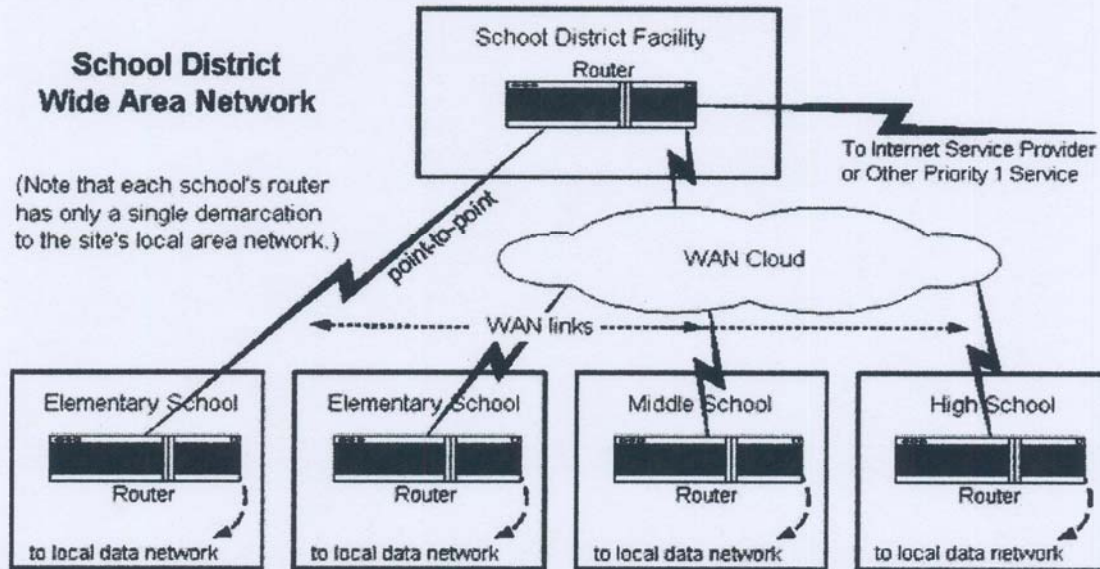 School District
Wide Area Network
(Note that each school's router
has only a single demarcation
to the site's local area network.)
School District Facility
Router
To Internet Service Provider
or Other Priority 1 Service
point-to-point
WAN Cloud
WAN links
Elementary School
Router
to local data network
Elementary School
Router
to local data network
Middle School
Router
to local data network
High School
Router
to local data network